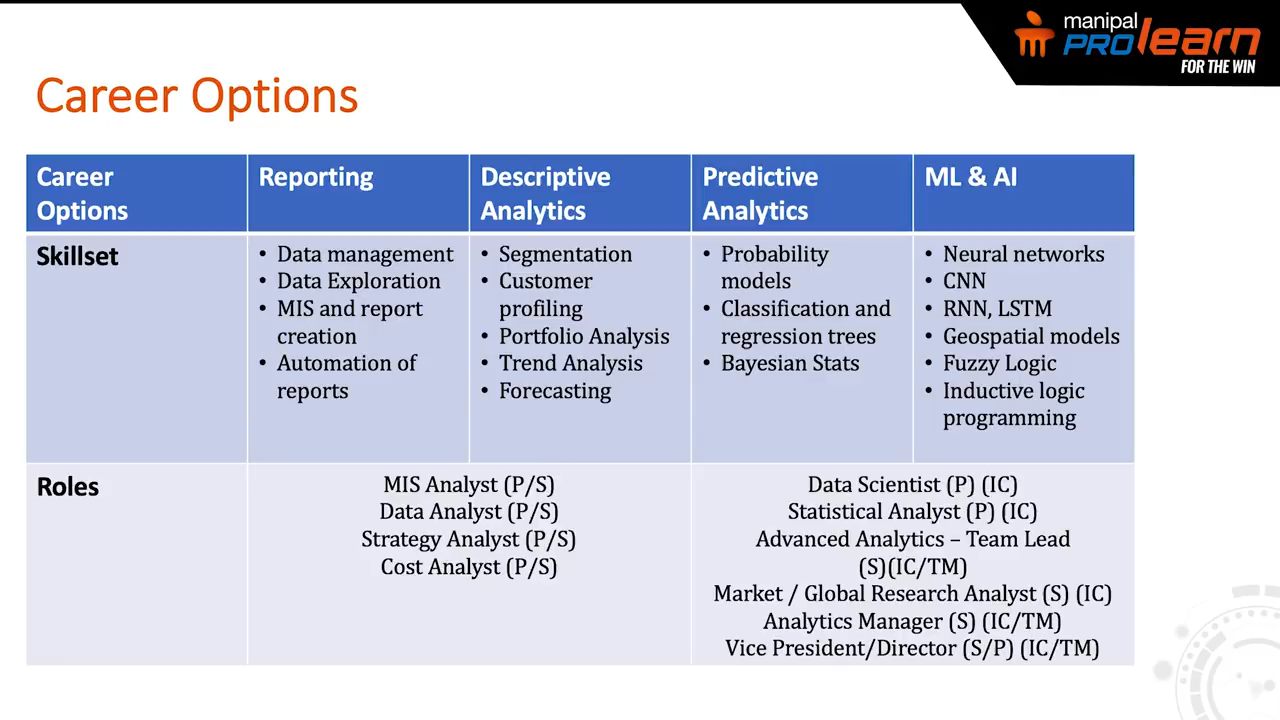 manipal
PROlearn
FOR THE WIN
Career Options
Career
Options
Reporting
Descriptive
Analytics
Predictive
Analytics
ML & AI
Skillset
• Data management
• Data Exploration
• MIS and report
creation
• Automation of
reports
• Segmentation
• Customer
profiling
• Portfolio Analysis
• Trend Analysis
• Forecasting
• Probability
models
• Classification and
regression trees
• Bayesian Stats
• Neural networks
• CNN
• RNN, LSTM
• Geospatial models
• Fuzzy Logic
• Inductive logic
programming
Roles
MIS Analyst (P/S)
Data Analyst (P/S)
Strategy Analyst (P/S)
Cost Analyst (P/S)
Data Scientist (P) (IC)
Statistical Analyst (P) (IC)
Advanced Analytics – Team Lead
(S)(IC/TM)
Market / Global Research Analyst (S) (IC)
Analytics Manager (S) (IC/TM)
Vice President/Director (S/P) (IC/TM)